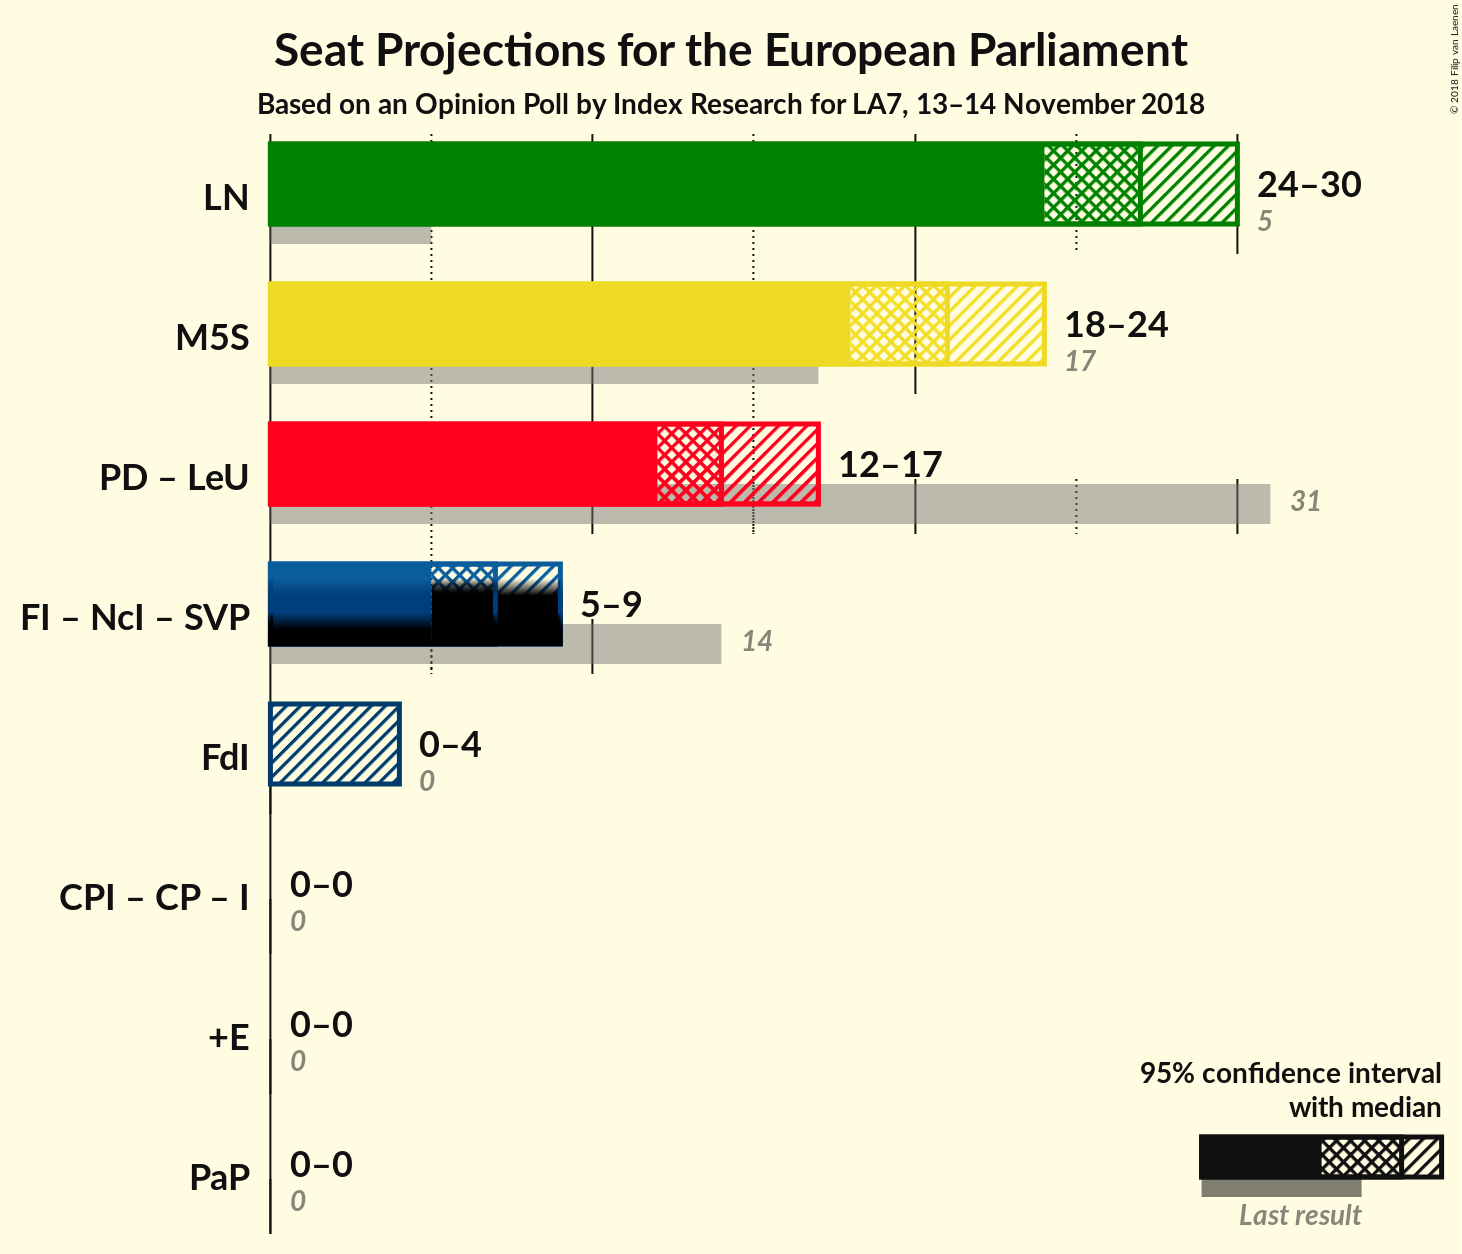 Seat Projections for the European Parliament
Based on an Opinion Poll by Index Research for LA7, 13–14 November 2018
© 2018 Filip van Laenen
LN
24–30
5
M5S
18–24
17
PD – LeU
12–17
31
FI – NcI – SVP
5–9
14
FdI
0–4
0
CPI – CP – I
0–0
0
+E
0–0
0
PaP
0–0
0
95% confidence interval
with median
Last result